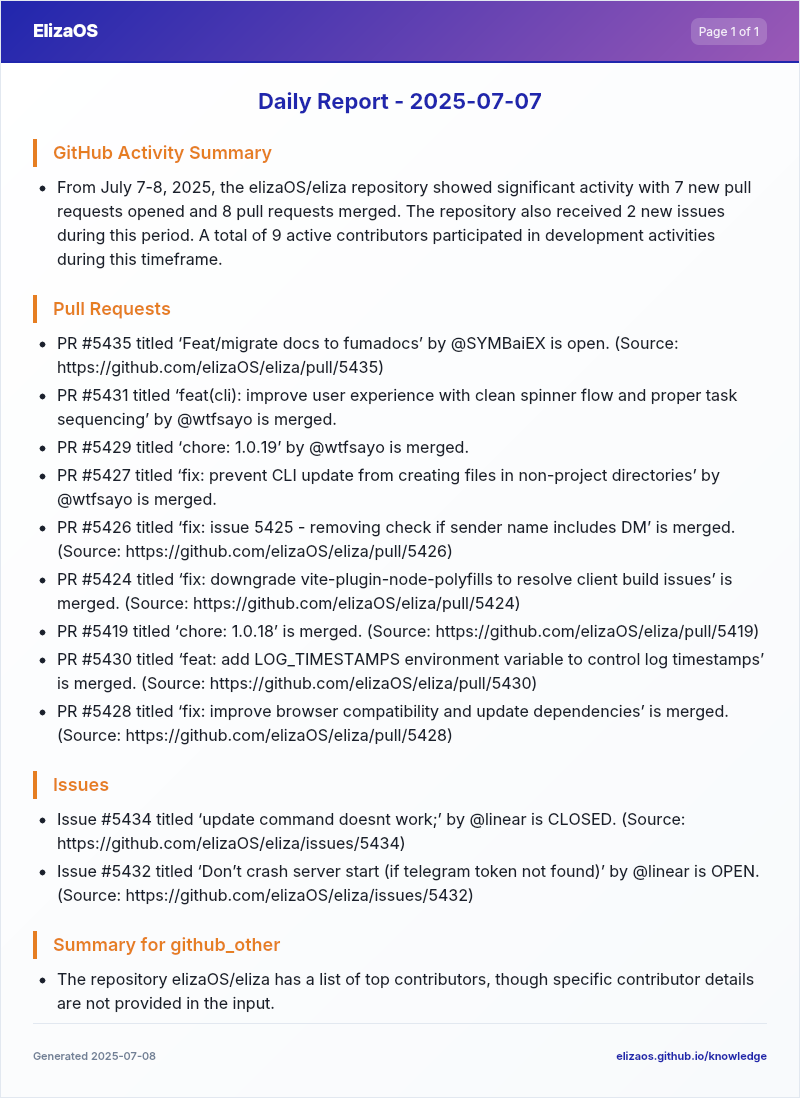 ElizaOS
Page 1 of 1
Daily Report - 2025-07-07
GitHub Activity Summary
• From July 7-8, 2025, the elizaOS/eliza repository showed significant activity with 7 new pull
requests opened and 8 pull requests merged. The repository also received 2 new issues
during this period. A total of 9 active contributors participated in development activities
during this timeframe.
Pull Requests
• PR #5435 titled ‘Feat/migrate docs to fumadocs’ by @SYMBaiEX is open. (Source:
https://github.com/elizaOS/eliza/pull/5435)
• PR #5431 titled ‘feat(cli): improve user experience with clean spinner flow and proper task
sequencing’ by @wtfsayo is merged.
• PR #5429 titled ‘chore: 1.0.19’ by @wtfsayo is merged.
• PR #5427 titled ‘fix: prevent CLI update from creating files in non-project directories’ by
@wtfsayo is merged.
• PR #5426 titled ‘fix: issue 5425 - removing check if sender name includes DM’ is merged.
(Source: https://github.com/elizaOS/eliza/pull/5426)
• PR #5424 titled ‘fix: downgrade vite-plugin-node-polyfills to resolve client build issues’ is
merged. (Source: https://github.com/elizaOS/eliza/pull/5424)
• PR #5419 titled ‘chore: 1.0.18’ is merged. (Source: https://github.com/elizaOS/eliza/pull/5419)
• PR #5430 titled ‘feat: add LOG_TIMESTAMPS environment variable to control log timestamps’
is merged. (Source: https://github.com/elizaOS/eliza/pull/5430)
• PR #5428 titled ‘fix: improve browser compatibility and update dependencies’ is merged.
(Source: https://github.com/elizaOS/eliza/pull/5428)
Issues
• Issue #5434 titled ‘update command doesnt work;’ by @linear is CLOSED. (Source:
https://github.com/elizaOS/eliza/issues/5434)
• Issue #5432 titled ‘Don’t crash server start (if telegram token not found)’ by @linear is OPEN.
(Source: https://github.com/elizaOS/eliza/issues/5432)
Summary for github_other
• The repository elizaOS/eliza has a list of top contributors, though specific contributor details
are not provided in the input.
Generated 2025-07-08
elizaos.github.io/knowledge